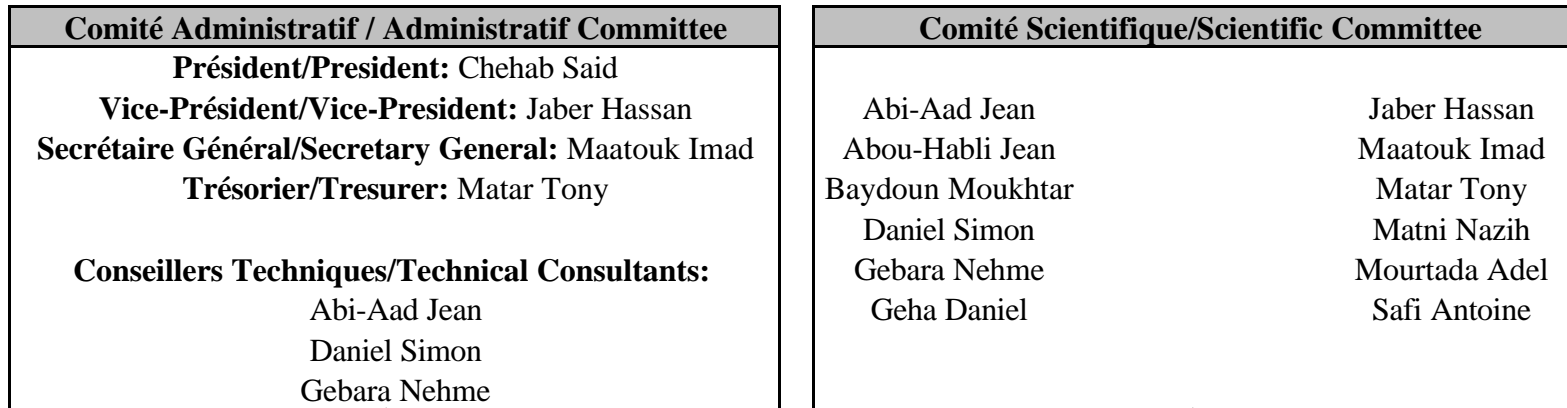 Comité Administratif / Administratif Committee
Président/President: Chehab Said
Vice-Président/Vice-President: Jaber Hassan
Secrétaire Général/Secretary General: Maatouk Imad
Trésorier/Tresurer: Matar Tony
Conseillers Techniques/Technical Consultants:
Abi-Aad Jean
Daniel Simon
Gebara Nehme
Comité Scientifique/Scientific Committee
Abi-Aad Jean Jaber Hassan
Abou-Habli Jean Maatouk Imad
Baydoun Moukhtar Matar Tony
Daniel Simon Matni Nazih
Gebara Nehme Mourtada Adel
Geha Daniel Safi Antoine